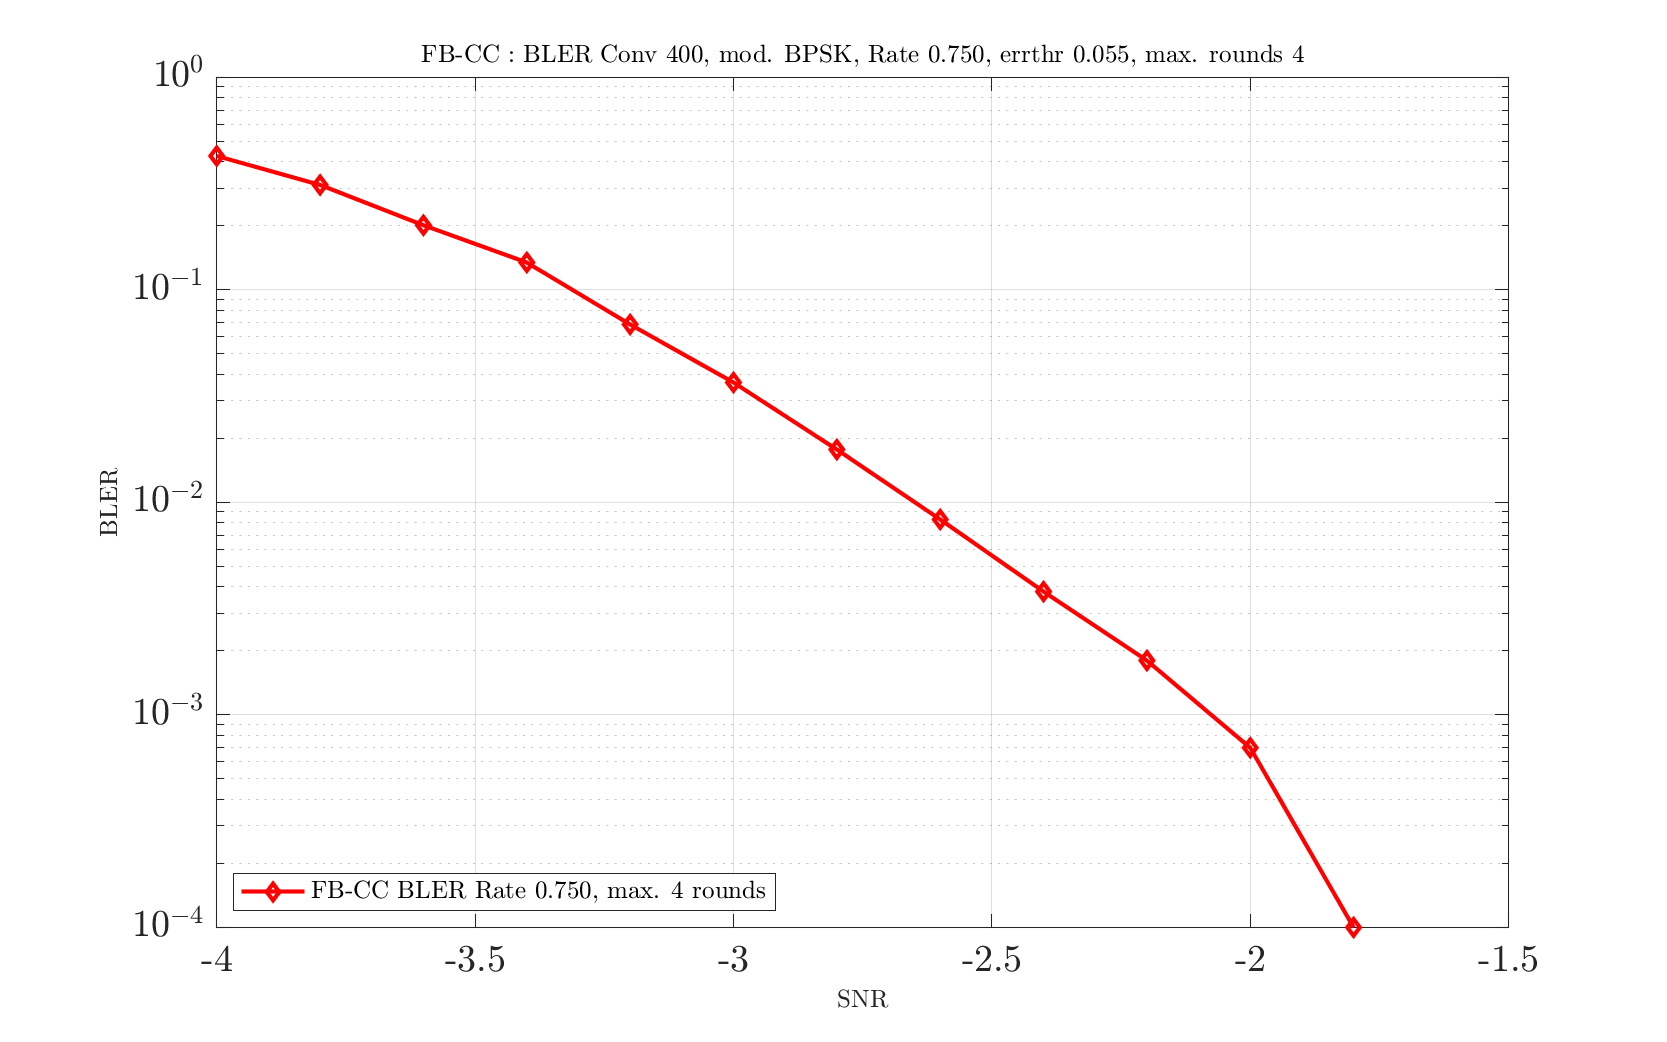 FB-CC : BLER Conv 400, mod. BPSK, Rate 0.750, errthr 0.055, max. rounds 4
10^0
10^-1
10^-2
10^-3
10^-4
BLER
FB-CC BLER Rate 0.750, max. 4 rounds
-4 -3.5 -3 -2.5 -2 -1.5
SNR